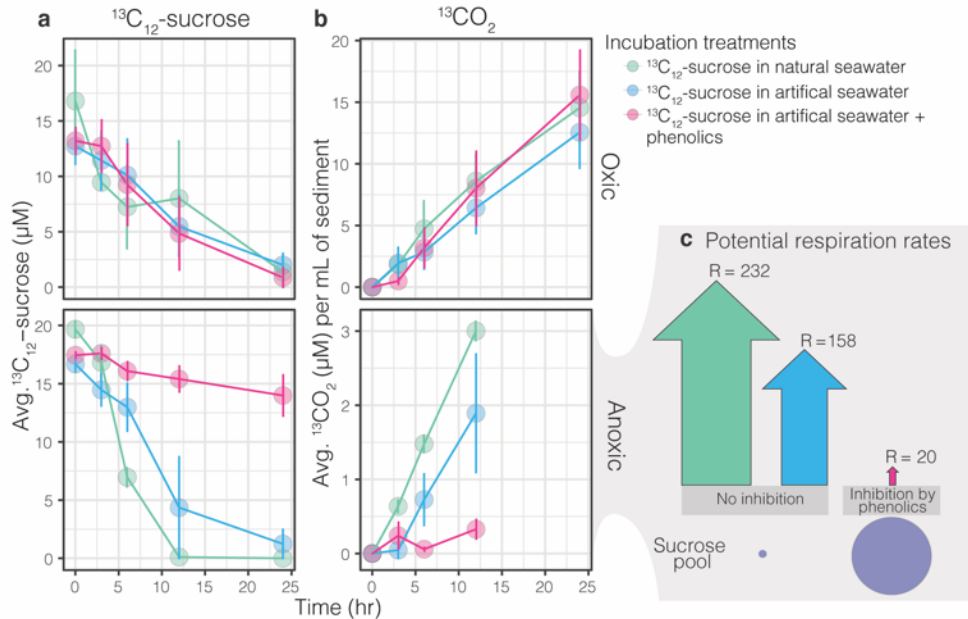 a
¹³C₁₂-sucrose
b
¹³CO₂
Incubation treatments
¹³C₁₂-sucrose in natural seawater
¹³C₁₂-sucrose in artifical seawater
¹³C₁₂-sucrose in artifical seawater +
phenolics
Avg. ¹³C₁₂-sucrose (µM)
20
15
10
5
0
20
15
10
5
0
0 5 10 15 20 25
Avg. ¹³CO₂ (µM) per mL of sediment
15
10
5
0
3
2
1
0
0 5 10 15 20 25
Time (hr)
Oxic
Anoxic
c Potential respiration rates
R = 232
R =158
R = 20
No inhibition
Inhibition by
phenolics
Sucrose
pool